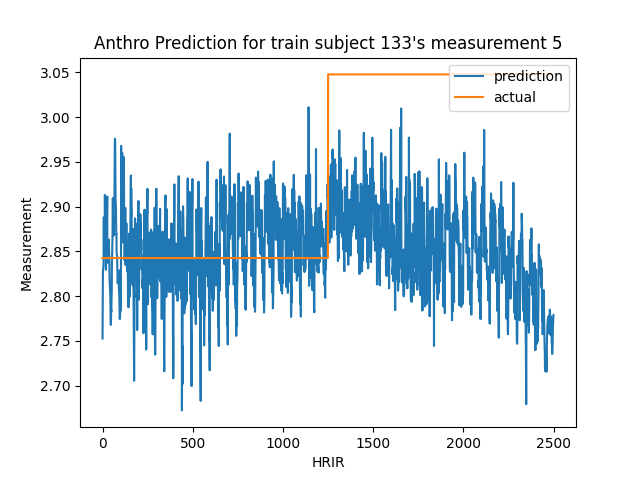 Anthro Prediction for train subject 133's measurement 5
3.05
3.00
2.95
2.90
2.85
2.80
2.75
2.70
Measurement
prediction
actual
0
500
1000
1500
2000
2500
HRIR